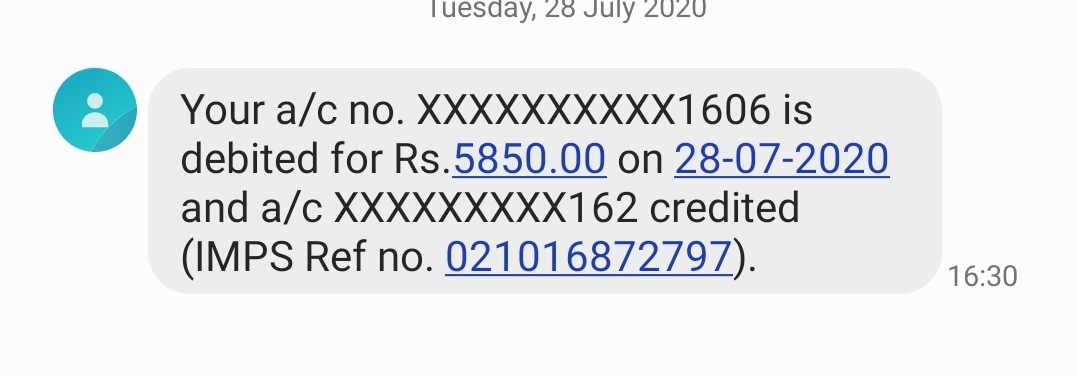 Tuesday, 28 July 2020
Your a/c no. XXXXXXXXXX1606 is
debited for Rs.5850.00 on 28-07-2020
and a/c XXXXXXXXX162 credited
(IMPS Ref no. 021016872797).
16:30